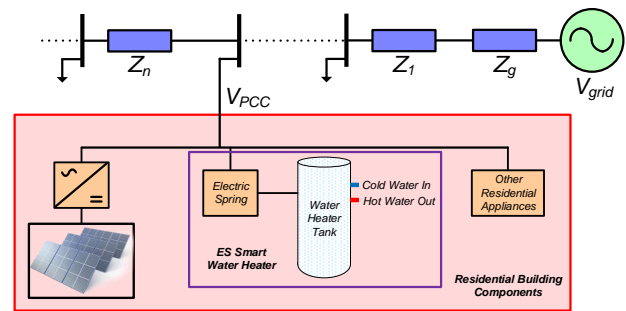 Z_n
Z_1
Z_g
V_grid
V_PCC
Electric
Spring
Water
Heater
Tank
Cold Water In
Hot Water Out
Other
Residential
Appliances
ES Smart
Water Heater
Residential Building
Components